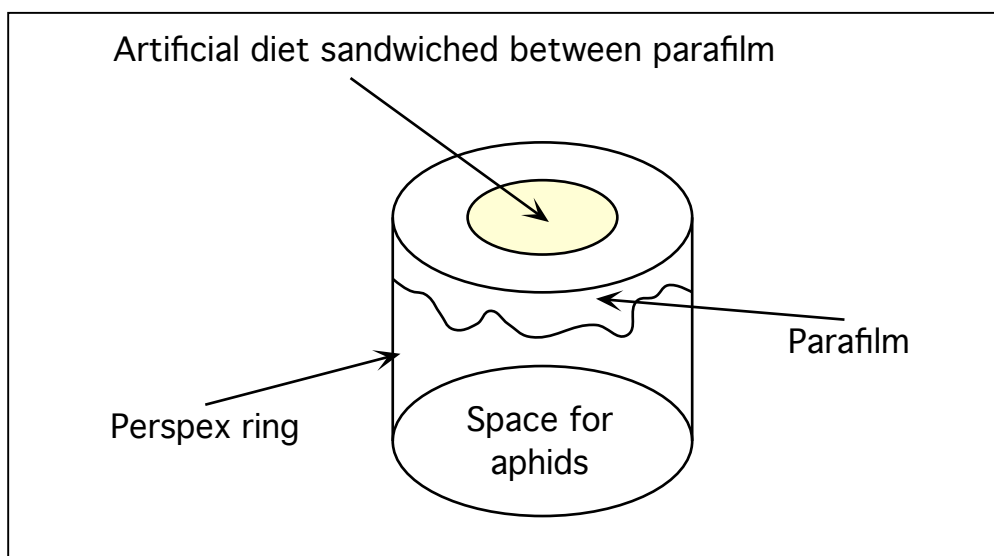 Artificial diet sandwiched between parafilm
Parafilm
Perspex ring
Space for
aphids